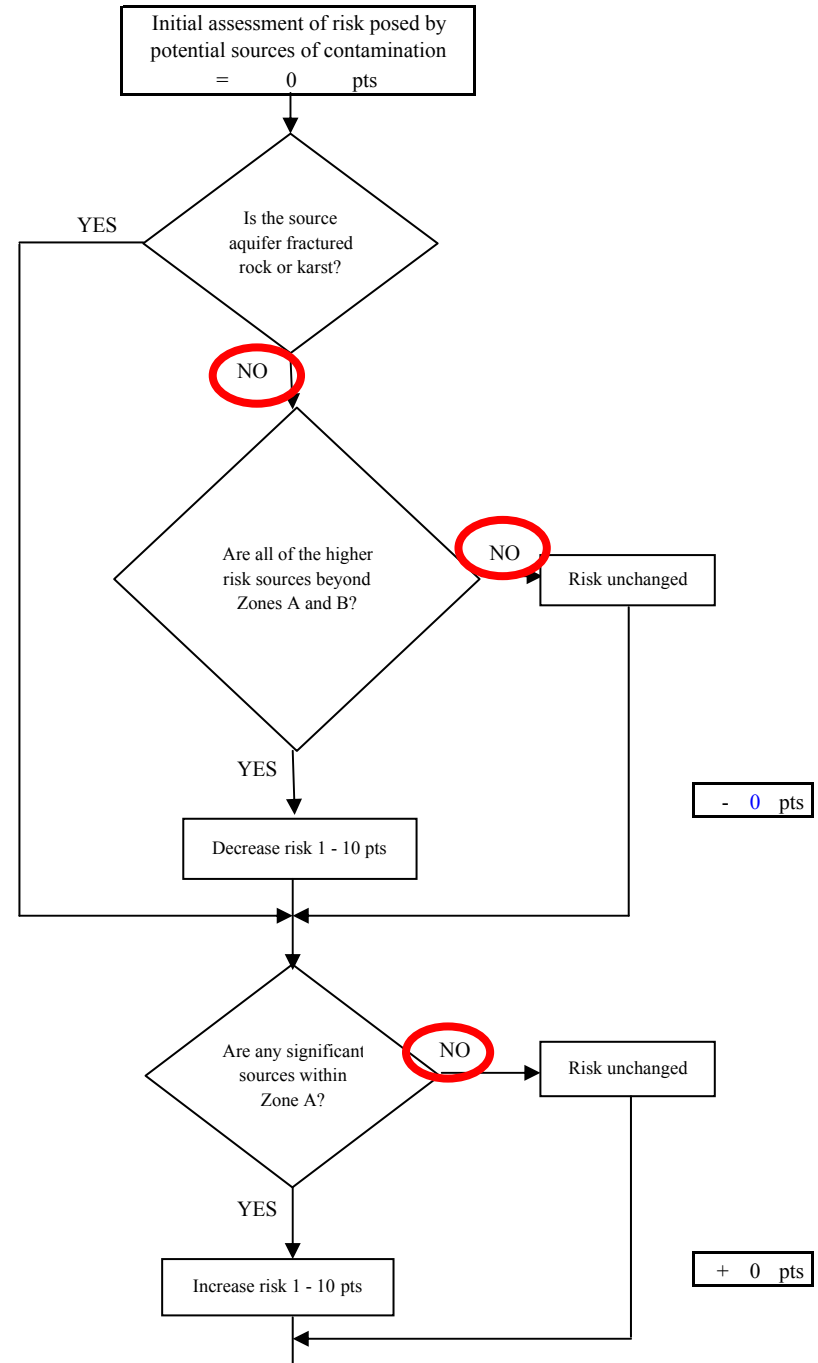 Initial assessment of risk posed by
potential sources of contamination
= 0 pts
YES
Is the source
aquifer fractured
rock or karst?
NO
Are all of the higher
risk sources beyond
Zones A and B?
NO
Risk unchanged
YES
- 0 pts
Decrease risk 1 - 10 pts
Are any significant
sources within
Zone A?
NO
Risk unchanged
YES
+ 0 pts
Increase risk 1 - 10 pts